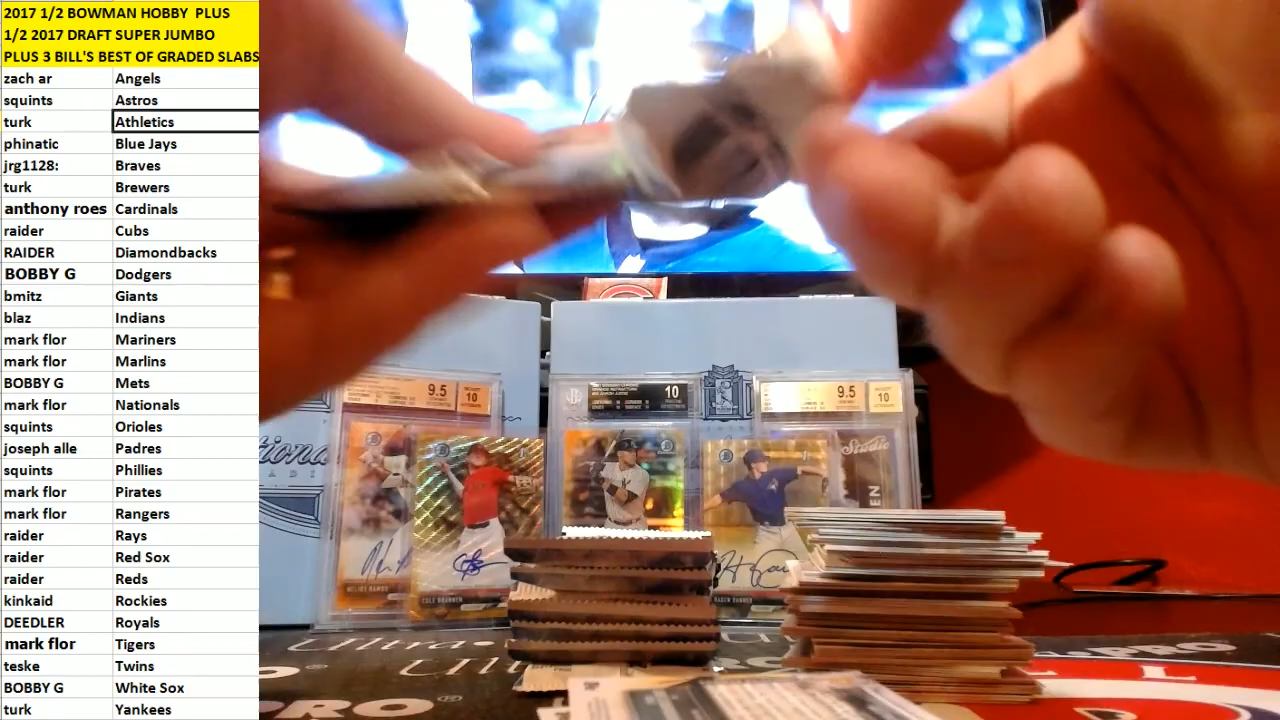 2017 1/2 BOWMAN HOBBY PLUS
1/2 2017 DRAFT SUPER JUMBO
PLUS 3 BILL'S BEST OF GRADED SLABS
zach ar Angels
squints Astros
turk Athletics
phinatic Blue Jays
jrg1128: Braves
turk Brewers
anthony roes Cardinals
raider Cubs
RAIDER Diamondbacks
BOBBY G Dodgers
bmitz Giants
blaz Indians
mark flor Mariners
mark flor Marlins
BOBBY G Mets
mark flor Nationals
squints Orioles
joseph alle Padres
squints Phillies
mark flor Pirates
mark flor Rangers
raider Rays
raider Red Sox
raider Reds
kinkaid Rockies
DEEDLER Royals
mark flor Tigers
teske Twins
BOBBY G White Sox
turk Yankees
9.5
10
10
9.5
10
Studio
COLE BRANNEN
Ultra
PRO